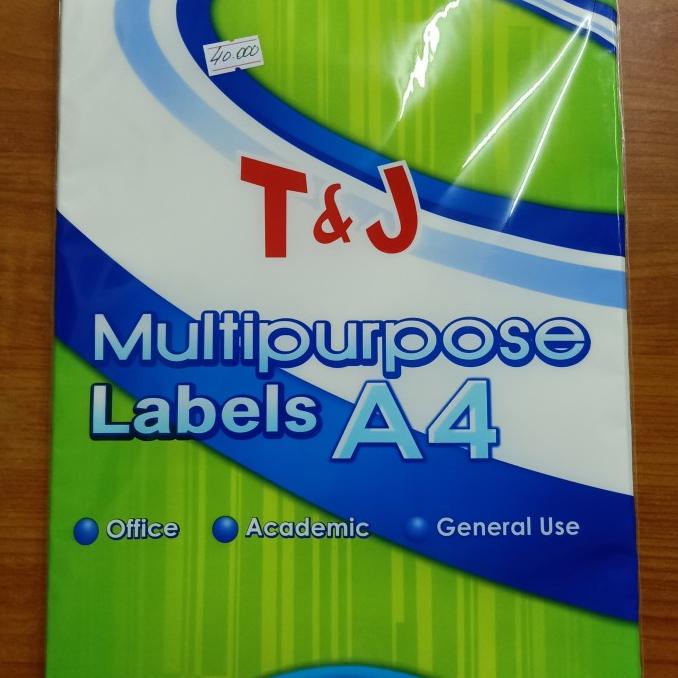 40.000
T&J
Multipurpose
Labels A4
Office Academic General Use